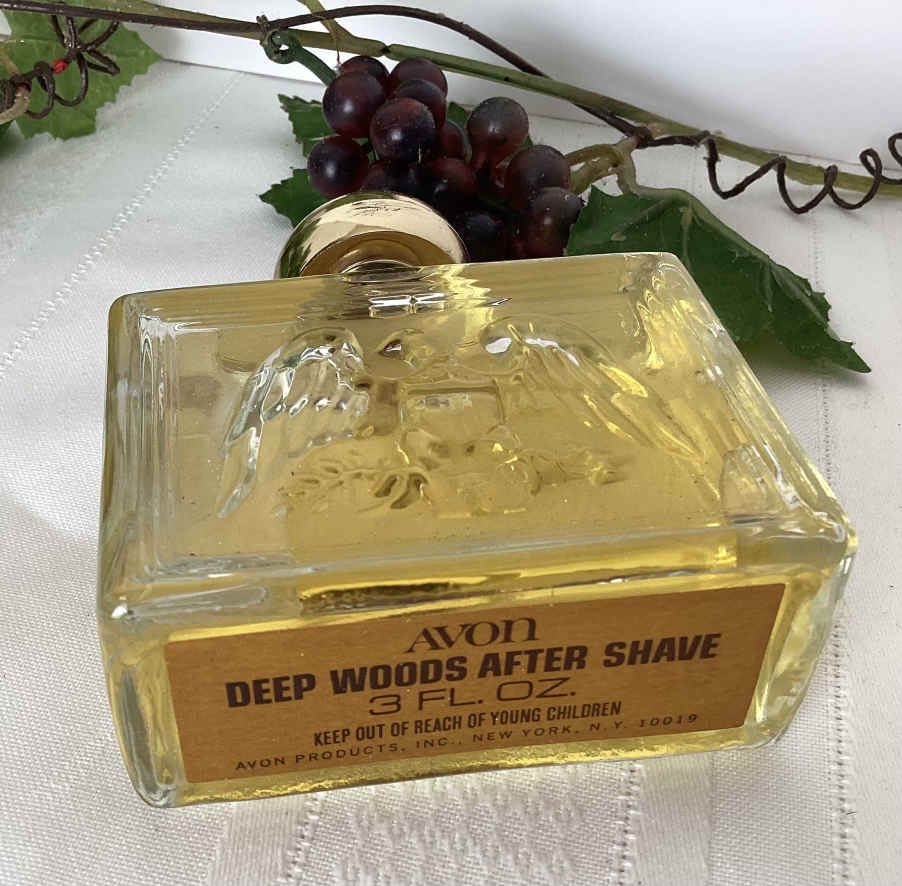 AVON
DEEP WOODS AFTER SHAVE
3 FL. OZ.
KEEP OUT OF REACH OF YOUNG CHILDREN
AVON PRODUCTS, INC., NEW YORK, N.Y. 10019